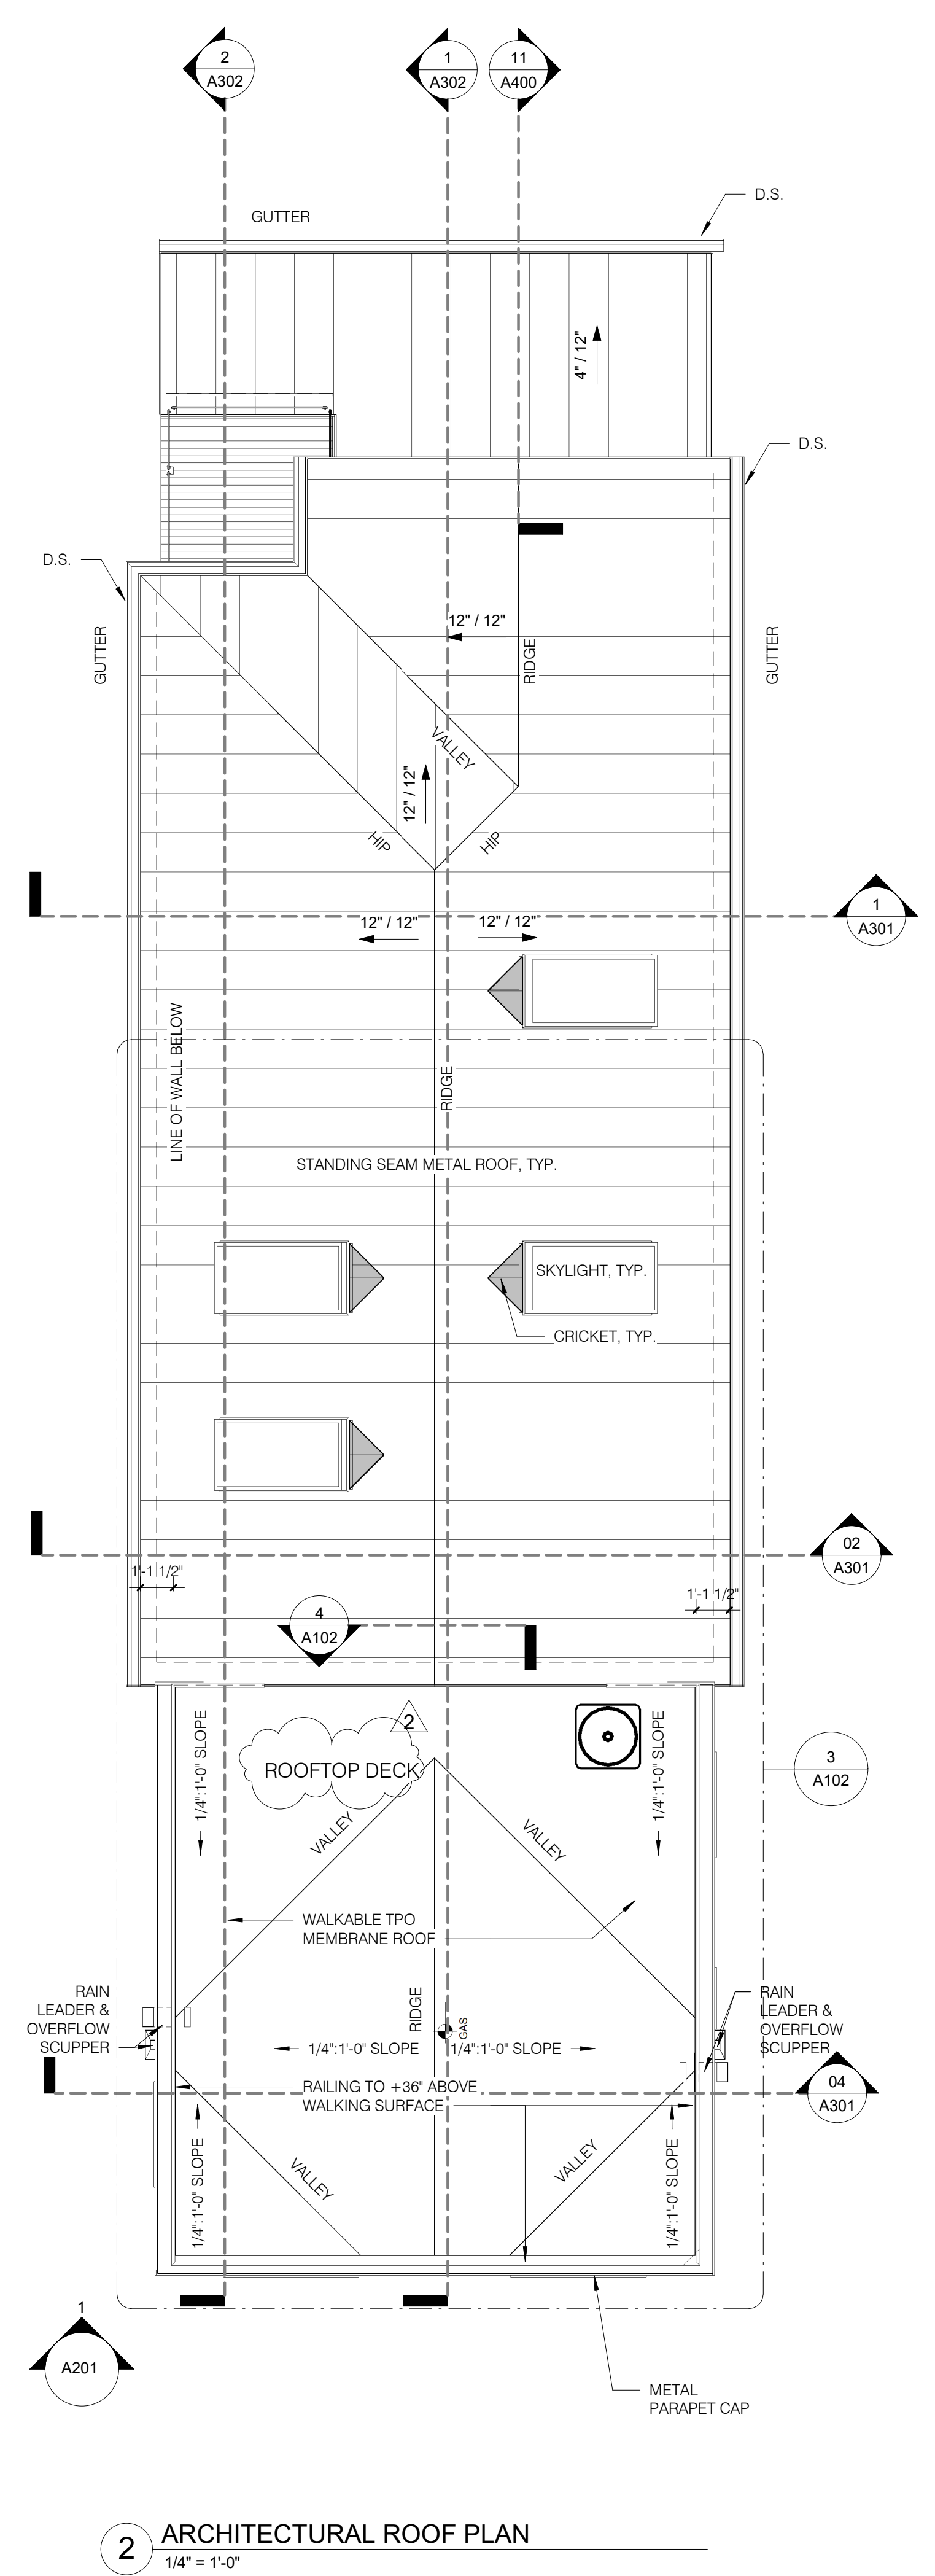 2
A302
1
A302
11
A400
D.S.
GUTTER
4" / 12"
D.S.
D.S.
GUTTER
12" / 12"
RIDGE
GUTTER
VALLEY
12" / 12"
HIP
HIP
1
A301
12" / 12"
12" / 12"
LINE OF WALL BELOW
RIDGE
STANDING SEAM METAL ROOF, TYP.
SKYLIGHT, TYP.
CRICKET, TYP.
02
A301
1'-1 1/2"
1'-1 1/2"
4
A102
1/4":1'-0" SLOPE
2
ROOFTOP DECK
1/4":1'-0" SLOPE
3
A102
VALLEY
VALLEY
WALKABLE TPO
MEMBRANE ROOF
RAIN
LEADER &
OVERFLOW
SCUPPER
RIDGE
GAS
RAIN
LEADER &
OVERFLOW
SCUPPER
1/4":1'-0" SLOPE
1/4":1'-0" SLOPE
RAILING TO +36" ABOVE
WALKING SURFACE
04
A301
1/4":1'-0" SLOPE
VALLEY
VALLEY
1/4":1'-0" SLOPE
1
A201
METAL
PARAPET CAP
2
ARCHITECTURAL ROOF PLAN
1/4" = 1'-0"